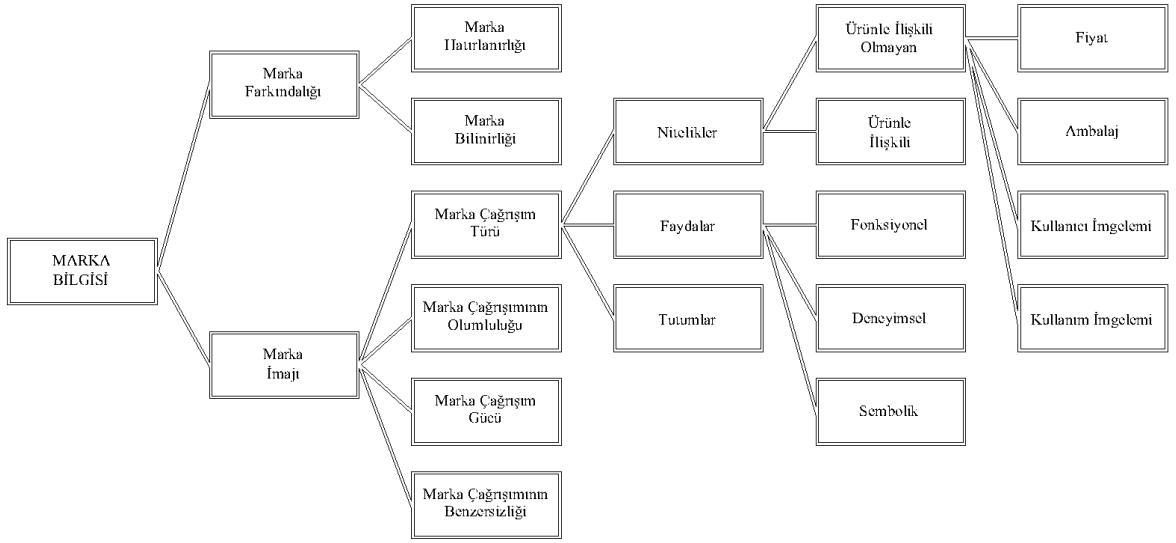 MARKA
BİLGİSİ
Marka
Farkındalığı
Marka
İmajı
Marka
Hatırlanırlığı
Marka
Bilinirliği
Marka Çağrışım
Türü
Marka Çağrışımının
Olumluluğu
Marka Çağrışım
Gücü
Marka Çağrışımının
Benzersizliği
Nitelikler
Faydalar
Tutumlar
Ürünle İlişkili
Olmayan
Ürünle
İlişkili
Fonksiyonel
Deneyimsel
Sembolik
Fiyat
Ambalaj
Kullanıcı İmgelemi
Kullanım İmgelemi